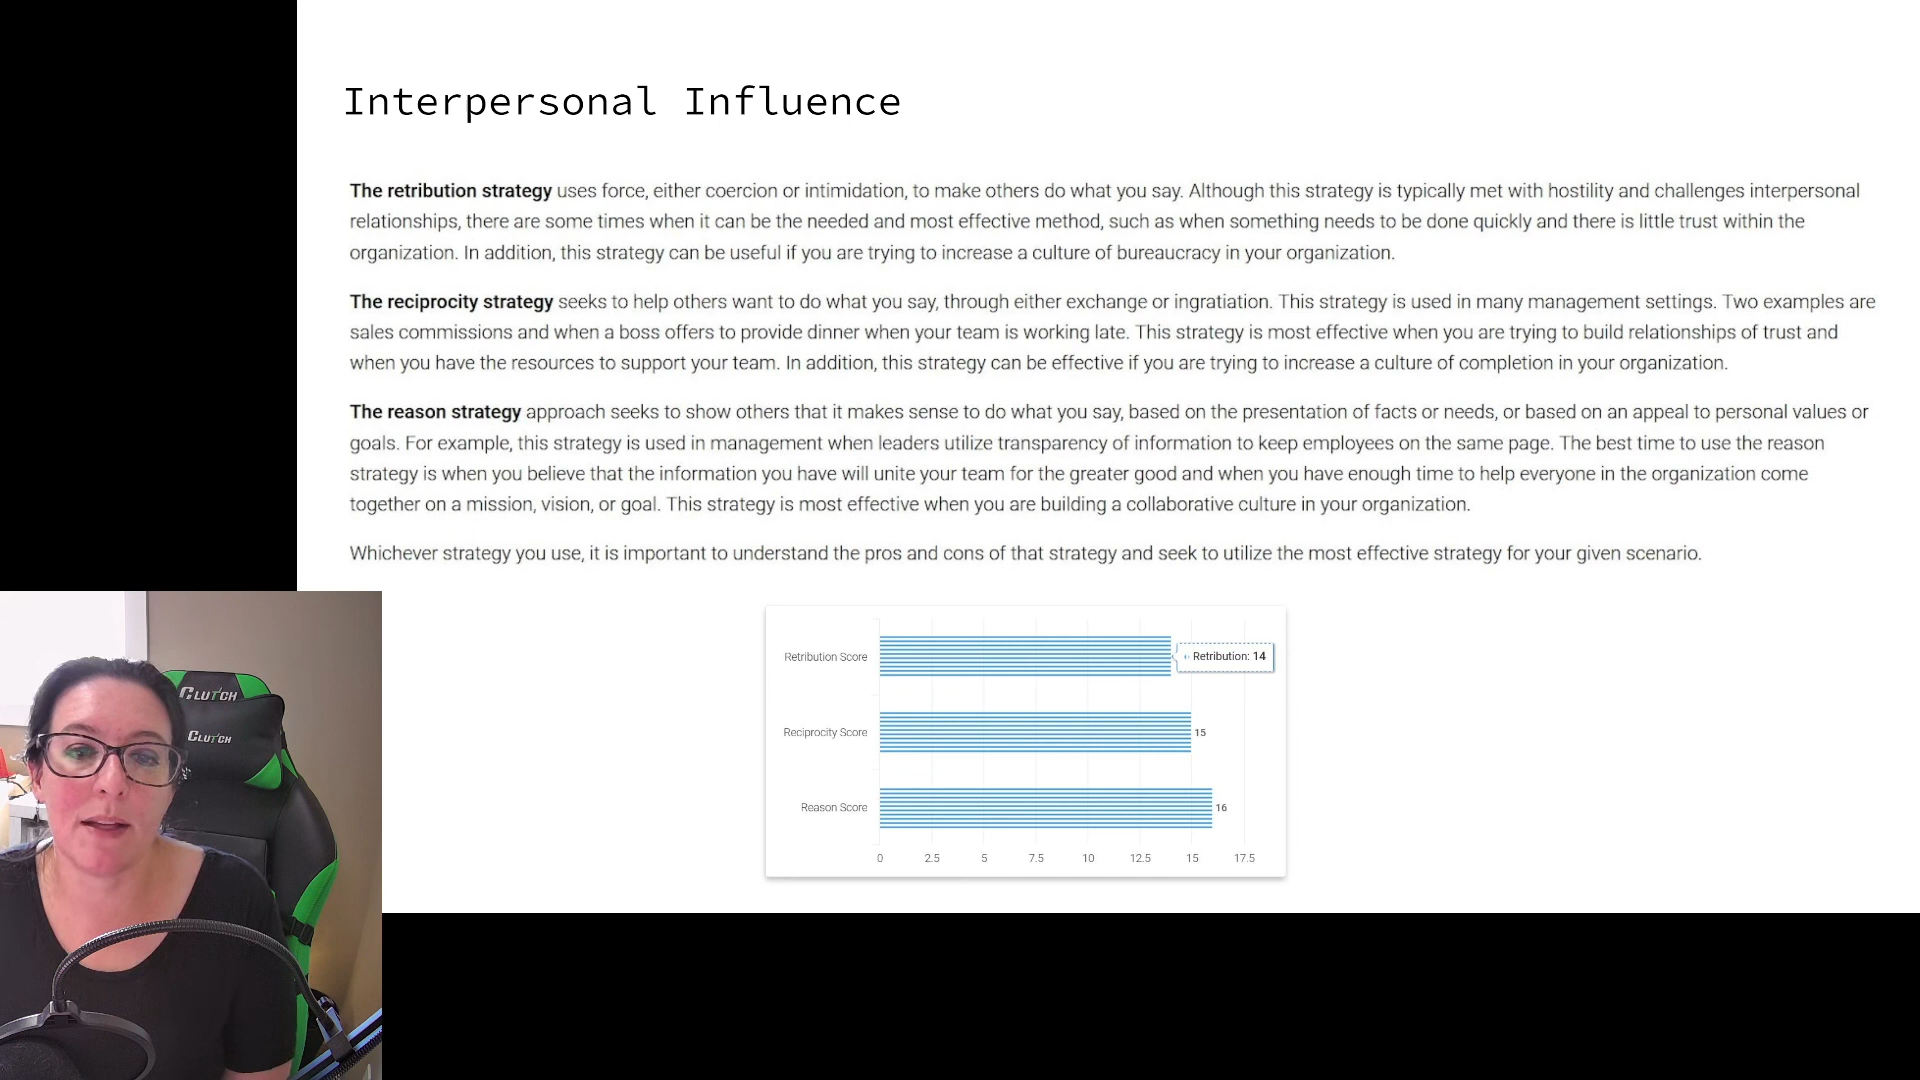 Interpersonal Influence
The retribution strategy uses force, either coercion or intimidation, to make others do what you say. Although this strategy is typically met with hostility and challenges interpersonal
relationships, there are some times when it can be the needed and most effective method, such as when something needs to be done quickly and there is little trust within the
organization. In addition, this strategy can be useful if you are trying to increase a culture of bureaucracy in your organization.
The reciprocity strategy seeks to help others want to do what you say, through either exchange or ingratiation. This strategy is used in many management settings. Two examples are
sales commissions and when a boss offers to provide dinner when your team is working late. This strategy is most effective when you are trying to build relationships of trust and
when you have the resources to support your team. In addition, this strategy can be effective if you are trying to increase a culture of completion in your organization.
The reason strategy approach seeks to show others that it makes sense to do what you say, based on the presentation of facts or needs, or based on an appeal to personal values or
goals. For example, this strategy is used in management when leaders utilize transparency of information to keep employees on the same page. The best time to use the reason
strategy is when you believe that the information you have will unite your team for the greater good and when you have enough time to help everyone in the organization come
together on a mission, vision, or goal. This strategy is most effective when you are building a collaborative culture in your organization.
Whichever strategy you use, it is important to understand the pros and cons of that strategy and seek to utilize the most effective strategy for your given scenario.
Retribution Score
Retribution: 14
Reciprocity Score
15
Reason Score
16
0 2.5 5 7.5 10 12.5 15 17.5
CLUTCH
CLUTCH